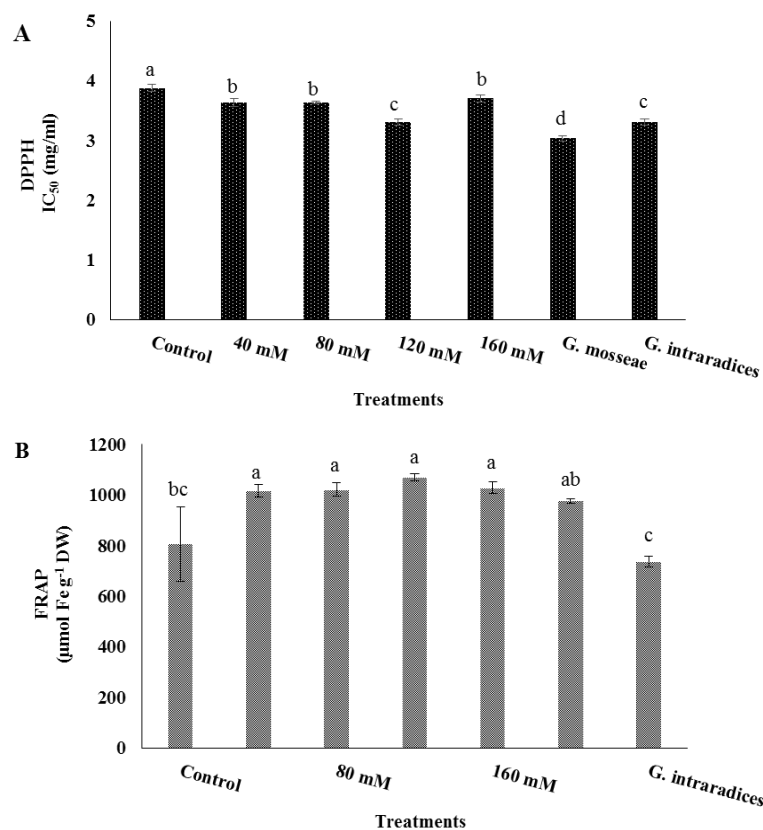 A
5
4
3
2
1
0
DPPH
IC₅₀ (mg/ml)
a
b
b
c
b
d
c
Control
40 mM
80 mM
120 mM
160 mM
G. mosseae
G. intraradices
Treatments
B
1200
1000
800
600
400
200
0
FRAP
(µmol Fe g⁻¹ DW)
bc
a
a
a
a
ab
c
Control
80 mM
160 mM
G. intraradices
Treatments